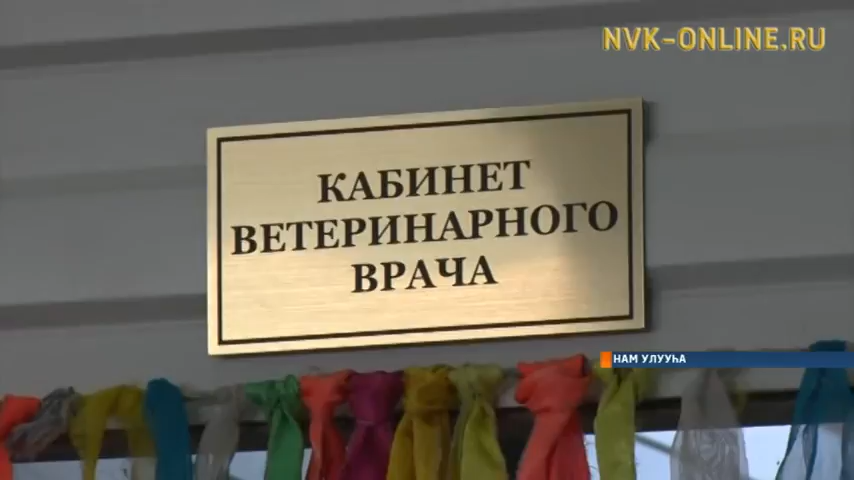 NVK-ONLINE.RU
КАБИНЕТ
ВЕТЕРИНАРНОГО
ВРАЧА
НАМ УЛУУҺА